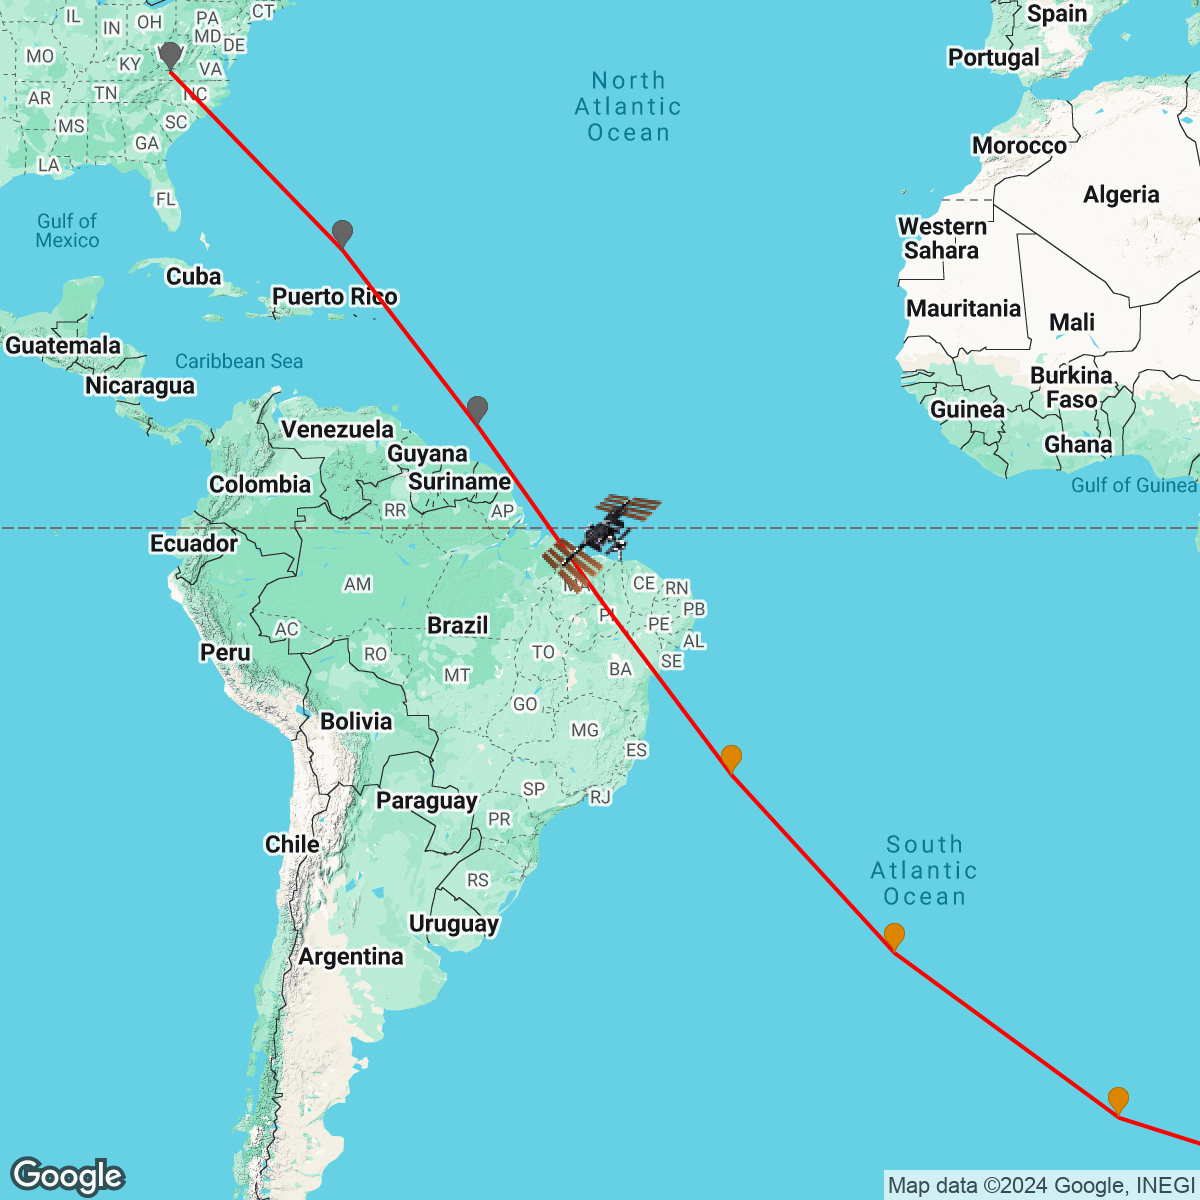 IL
IN
OH
PA
CT
MD
DE
MO
KY
VA
AR
TN
NC
MS
SC
GA
LA
FL
Spain
Portugal
North
Atlantic
Ocean
Morocco
Algeria
Gulf of
Mexico
Western
Sahara
Cuba
Puerto Rico
Mauritania
Mali
Guatemala
Caribbean Sea
Nicaragua
Burkina
Faso
Guinea
Ghana
Venezuela
Guyana
Suriname
Colombia
Gulf of Guinea
RR
AP
Ecuador
AM
CE
RN
PI
PB
PE
AL
AC
Brazil
Peru
RO
TO
SE
MT
BA
GO
Bolivia
MG
ES
SP
RJ
Paraguay
PR
Chile
South
Atlantic
Ocean
RS
Uruguay
Argentina
Google
Map data ©2024 Google, INEGI